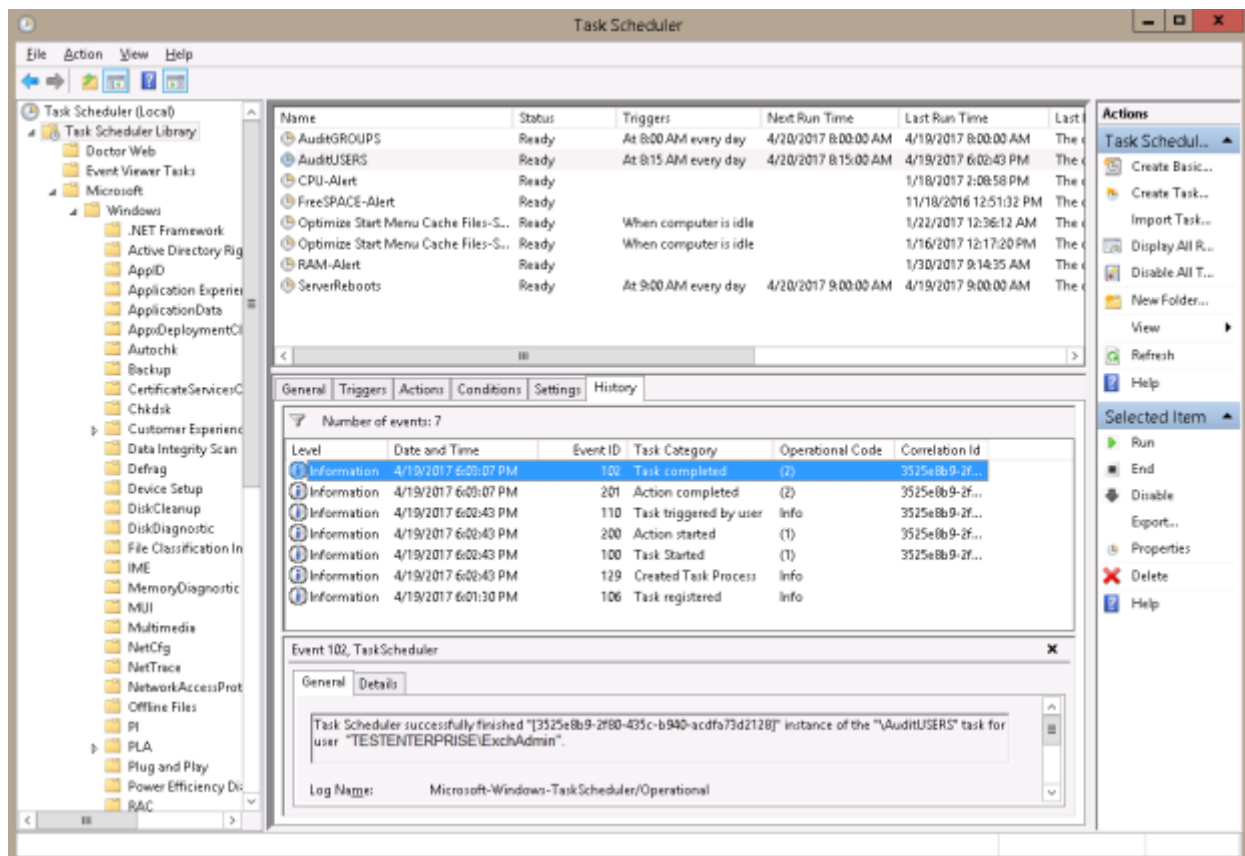 Task Scheduler
File Action View Help
Task Scheduler (Local)
Task Scheduler Library
Doctor Web
Event Viewer Tasks
Microsoft
Windows
.NET Framework
Active Directory Rig
AppID
Application Experie
ApplicationData
AppxDeploymentCl
Autochk
Backup
CertificateServicesC
Chkdsk
Customer Experienc
Data Integrity Scan
Defrag
Device Setup
DiskCleanup
DiskDiagnostic
File Classification In
IME
MemoryDiagnostic
MUI
Multimedia
NetCfg
NetTrace
NetworkAccessProt
Offline Files
PI
PLA
Plug and Play
Power Efficiency Di
RAC
Name Status Triggers Next Run Time Last Run Time Last
AuditGROUPS Ready At 8:00 AM every day 4/20/2017 8:00:00 AM 4/19/2017 8:00:00 AM The
AuditUSERS Ready At 8:15 AM every day 4/20/2017 8:15:00 AM 4/19/2017 6:02:43 PM The
CPU-Alert Ready 1/18/2017 2:08:58 PM The
FreeSPACE-Alert Ready 11/18/2016 12:51:32 PM The
Optimize Start Menu Cache Files-S... Ready When computer is idle 1/22/2017 12:36:12 AM The
Optimize Start Menu Cache Files-S... Ready When computer is idle 1/16/2017 12:17:20 PM The
RAM-Alert Ready 1/30/2017 9:14:35 AM The
ServerReboots Ready At 9:00 AM every day 4/20/2017 9:00:00 AM 4/19/2017 9:00:00 AM The
General Triggers Actions Conditions Settings History
Number of events: 7
Level Date and Time Event ID Task Category Operational Code Correlation Id
Information 4/19/2017 6:03:07 PM 102 Task completed (2) 3525e8b9-2f...
Information 4/19/2017 6:03:07 PM 201 Action completed (2) 3525e8b9-2f...
Information 4/19/2017 6:02:43 PM 110 Task triggered by user Info 3525e8b9-2f...
Information 4/19/2017 6:02:43 PM 200 Action started (1) 3525e8b9-2f...
Information 4/19/2017 6:02:43 PM 100 Task Started (1) 3525e8b9-2f...
Information 4/19/2017 6:02:43 PM 129 Created Task Process Info
Information 4/19/2017 6:01:30 PM 106 Task registered Info
Event 102, TaskScheduler
General Details
Task Scheduler successfully finished "{3525e8b9-2f80-435c-b940-acdfa73d2128}" instance of the "\AuditUSERS" task for
user "TESTENTERPRISE\ExchAdmin".
Log Name: Microsoft-Windows-TaskScheduler/Operational
Actions
Task Schedul...
Create Basic...
Create Task...
Import Task...
Display All R...
Disable All T...
New Folder...
View
Refresh
Help
Selected Item
Run
End
Disable
Export...
Properties
Delete
Help